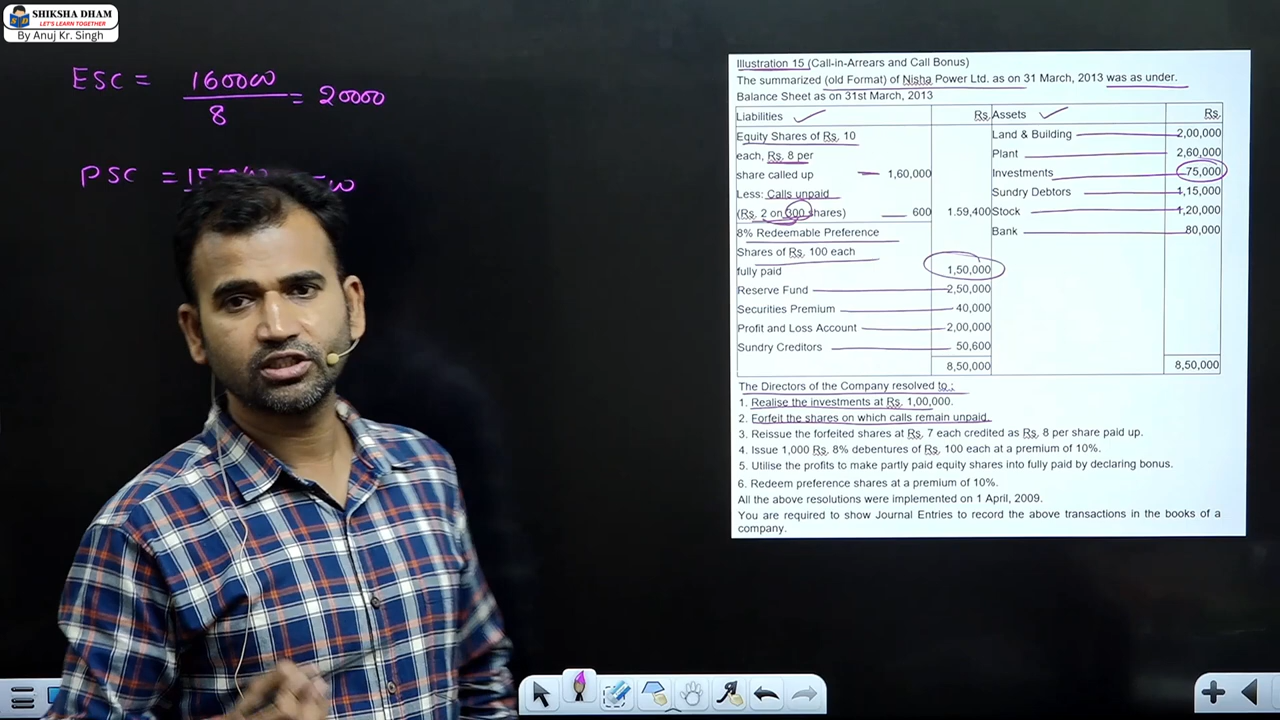 SHIKSHA DHAM
LET'S LEARN TOGETHER
By Anuj Kr. Singh
ESC = 160000 / 8 = 20000
PSC =
Illustration 15 (Call-in-Arrears and Call Bonus)
The summarized (old Format) of Nisha Power Ltd. as on 31 March, 2013 was as under.
Balance Sheet as on 31st March, 2013
Liabilities Rs. Assets Rs.
Equity Shares of Rs. 10 Land & Building 2,00,000
each, Rs. 8 per Plant 2,60,000
share called up 1,60,000 Investments 75,000
Less: Calls unpaid Sundry Debtors 1,15,000
(Rs. 2 on 300 shares) 600 1.59,400 Stock 1,20,000
8% Redeemable Preference Bank 80,000
Shares of Rs. 100 each
fully paid 1,50,000
Reserve Fund 2,50,000
Securities Premium 40,000
Profit and Loss Account 2,00,000
Sundry Creditors 50,600
8,50,000 8,50,000
The Directors of the Company resolved to :
1. Realise the investments at Rs. 1,00,000.
2. Forfeit the shares on which calls remain unpaid.
3. Reissue the forfeited shares at Rs. 7 each credited as Rs. 8 per share paid up.
4. Issue 1,000 Rs. 8% debentures of Rs. 100 each at a premium of 10%.
5. Utilise the profits to make partly paid equity shares into fully paid by declaring bonus.
6. Redeem preference shares at a premium of 10%.
All the above resolutions were implemented on 1 April, 2009.
You are required to show Journal Entries to record the above transactions in the books of a
company.